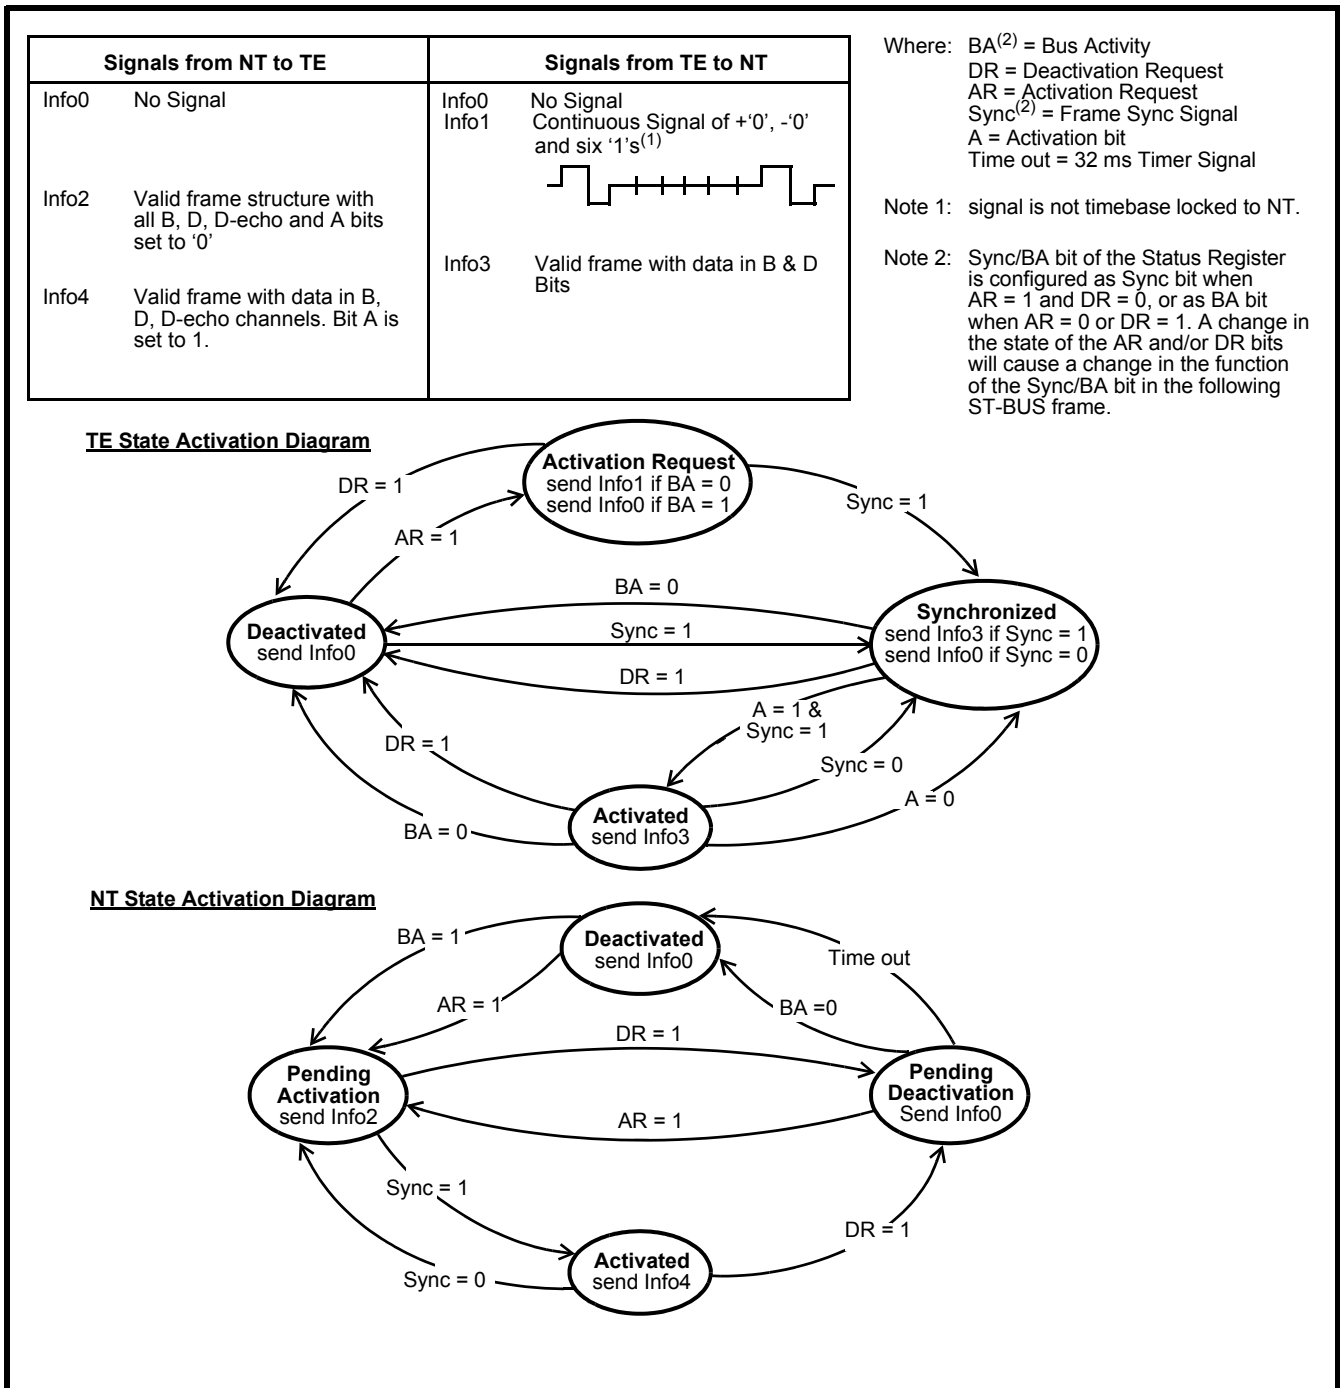 Signals from NT to TE
Signals from TE to NT
Info0 No Signal
Info2 Valid frame structure with
all B, D, D-echo and A bits
set to ‘0’
Info4 Valid frame with data in B,
D, D-echo channels. Bit A is
set to 1.
Info0 No Signal
Info1 Continuous Signal of +‘0’, -‘0’
and six ‘1’s(1)
Info3 Valid frame with data in B & D
Bits
Where: BA(2) = Bus Activity
DR = Deactivation Request
AR = Activation Request
Sync(2) = Frame Sync Signal
A = Activation bit
Time out = 32 ms Timer Signal
Note 1: signal is not timebase locked to NT.
Note 2: Sync/BA bit of the Status Register
is configured as Sync bit when
AR = 1 and DR = 0, or as BA bit
when AR = 0 or DR = 1. A change in
the state of the AR and/or DR bits
will cause a change in the function
of the Sync/BA bit in the following
ST-BUS frame.
TE State Activation Diagram
Activation Request
send Info1 if BA = 0
send Info0 if BA = 1
DR = 1
AR = 1
Sync = 1
BA = 0
Deactivated
send Info0
Sync = 1
Synchronized
send Info3 if Sync = 1
send Info0 if Sync = 0
DR = 1
A = 1 &
Sync = 1
DR = 1
Sync = 0
A = 0
BA = 0
Activated
send Info3
NT State Activation Diagram
BA = 1
Deactivated
send Info0
Time out
AR = 1
BA =0
DR = 1
Pending
Activation
send Info2
Pending
Deactivation
Send Info0
AR = 1
Sync = 1
DR = 1
Sync = 0
Activated
send Info4